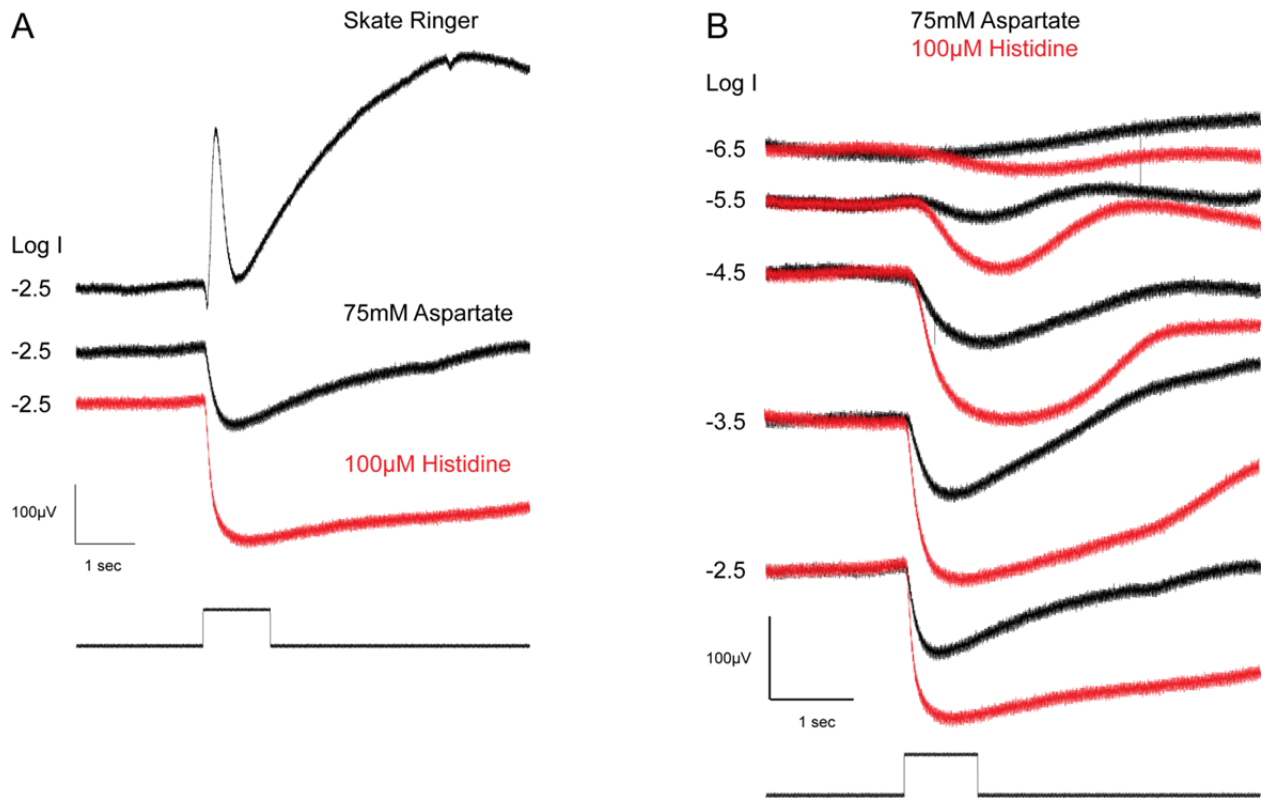 A
Skate Ringer
Log I
-2.5
75mM Aspartate
-2.5
-2.5
100µM Histidine
100µV
1 sec
B
75mM Aspartate
100µM Histidine
Log I
-6.5
-5.5
-4.5
-3.5
-2.5
100µV
1 sec